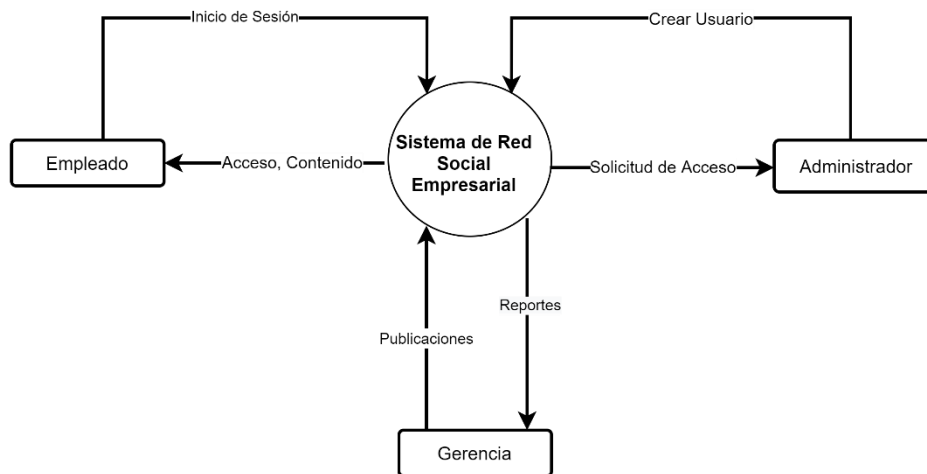 Inicio de Sesión
Crear Usuario
Sistema de Red
Social
Empresarial
Empleado
Acceso, Contenido
Solicitud de Acceso
Administrador
Reportes
Publicaciones
Gerencia